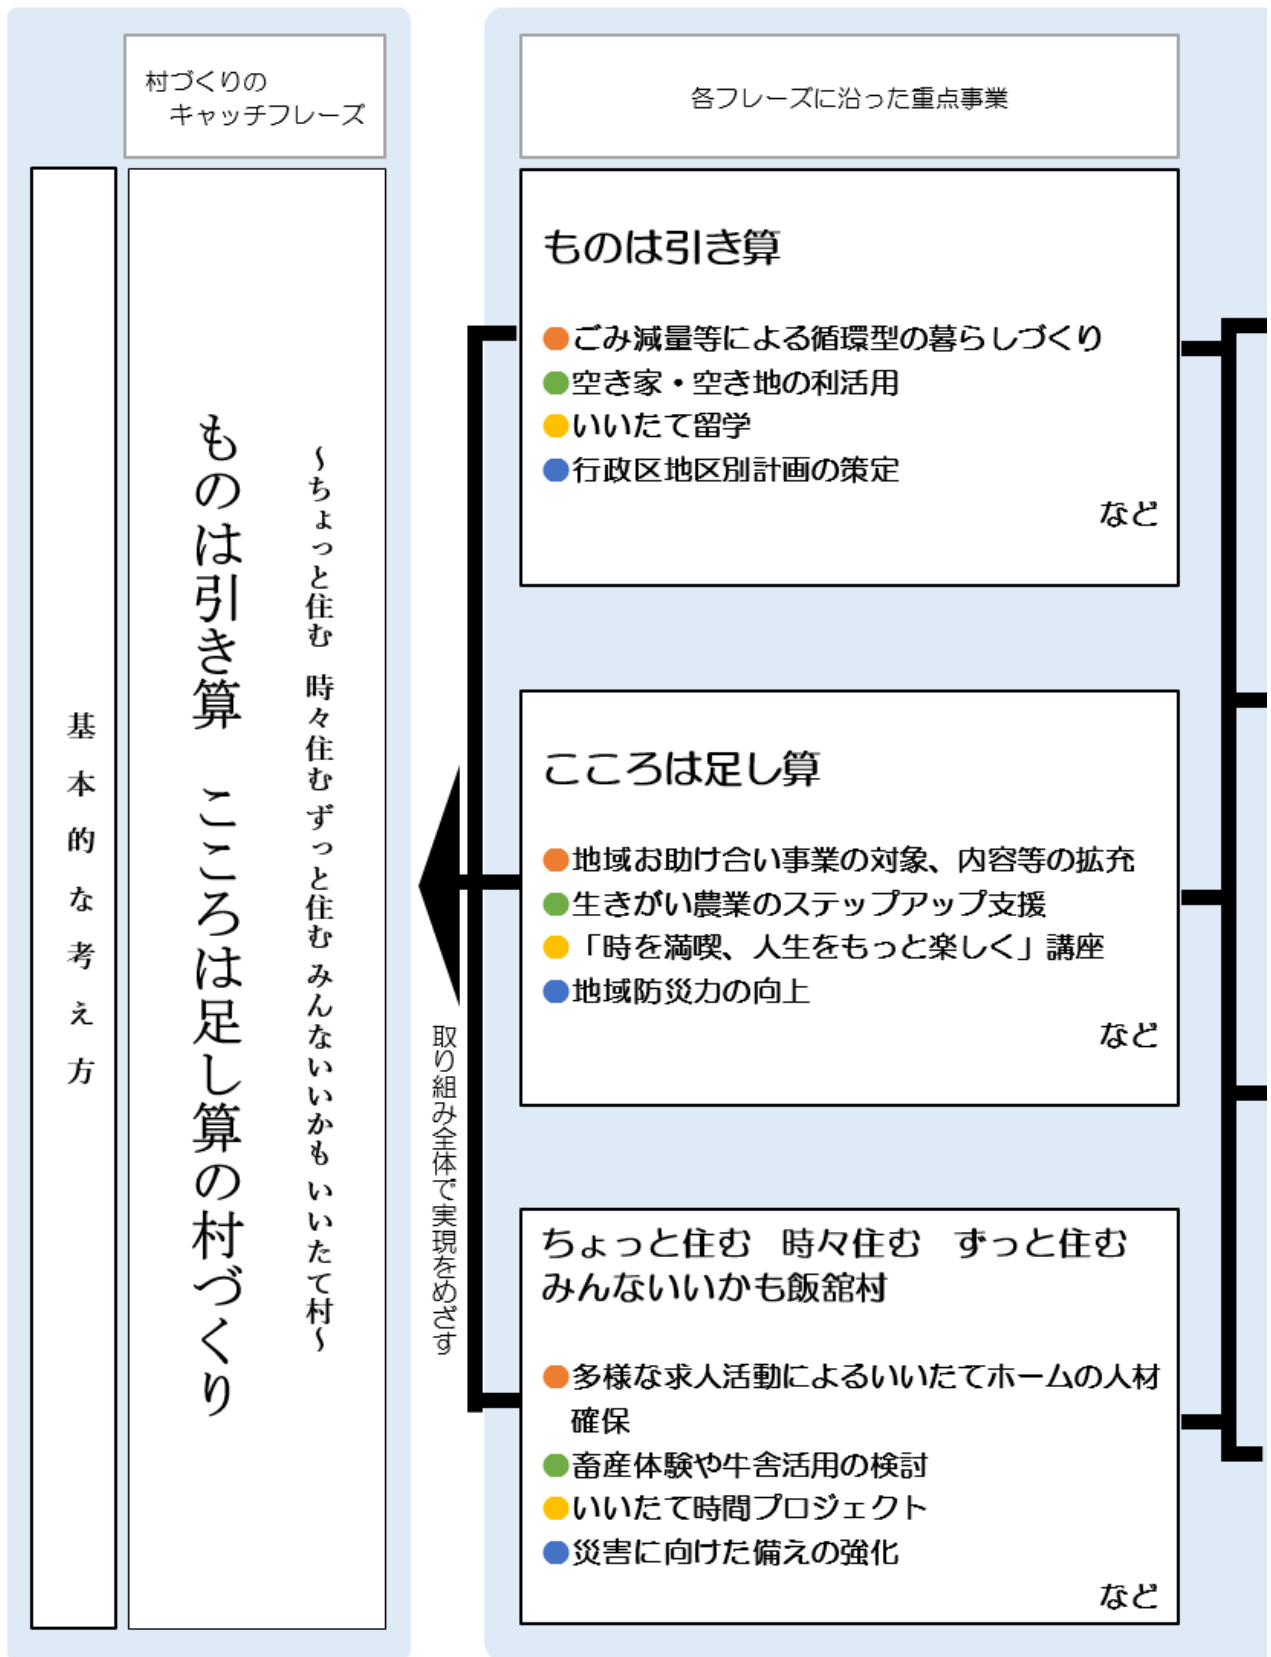 村づくりの
キャッチフレーズ
基本的な考え方
ものは引き算　こころは足し算の村づくり
～ちょっと住む 時々住む ずっと住む みんないいかも いいたて村～
取り組み全体で実現をめざす
各フレーズに沿った重点事業
ものは引き算
●ごみ減量等による循環型の暮らしづくり
●空き家・空き地の利活用
●いいたて留学
●行政区地区別計画の策定
など
こころは足し算
●地域お助け合い事業の対象、内容等の拡充
●生きがい農業のステップアップ支援
●「時を満喫、人生をもっと楽しく」講座
●地域防災力の向上
など
ちょっと住む　時々住む　ずっと住む
みんないいかも飯舘村
●多様な求人活動によるいいたてホームの人材
確保
●畜産体験や牛舎活用の検討
●いいたて時間プロジェクト
●災害に向けた備えの強化
など